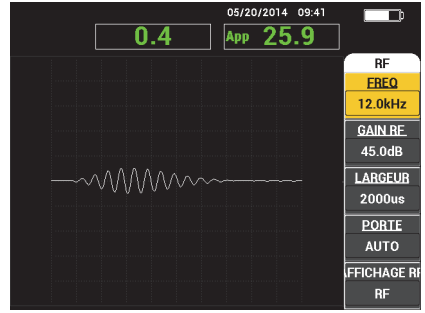 05/20/2014 09:41
0.4
App 25.9
RF
FREQ
12.0kHz
GAIN RF
45.0dB
LARGEUR
2000us
PORTE
AUTO
FFICHAGE RF
RF